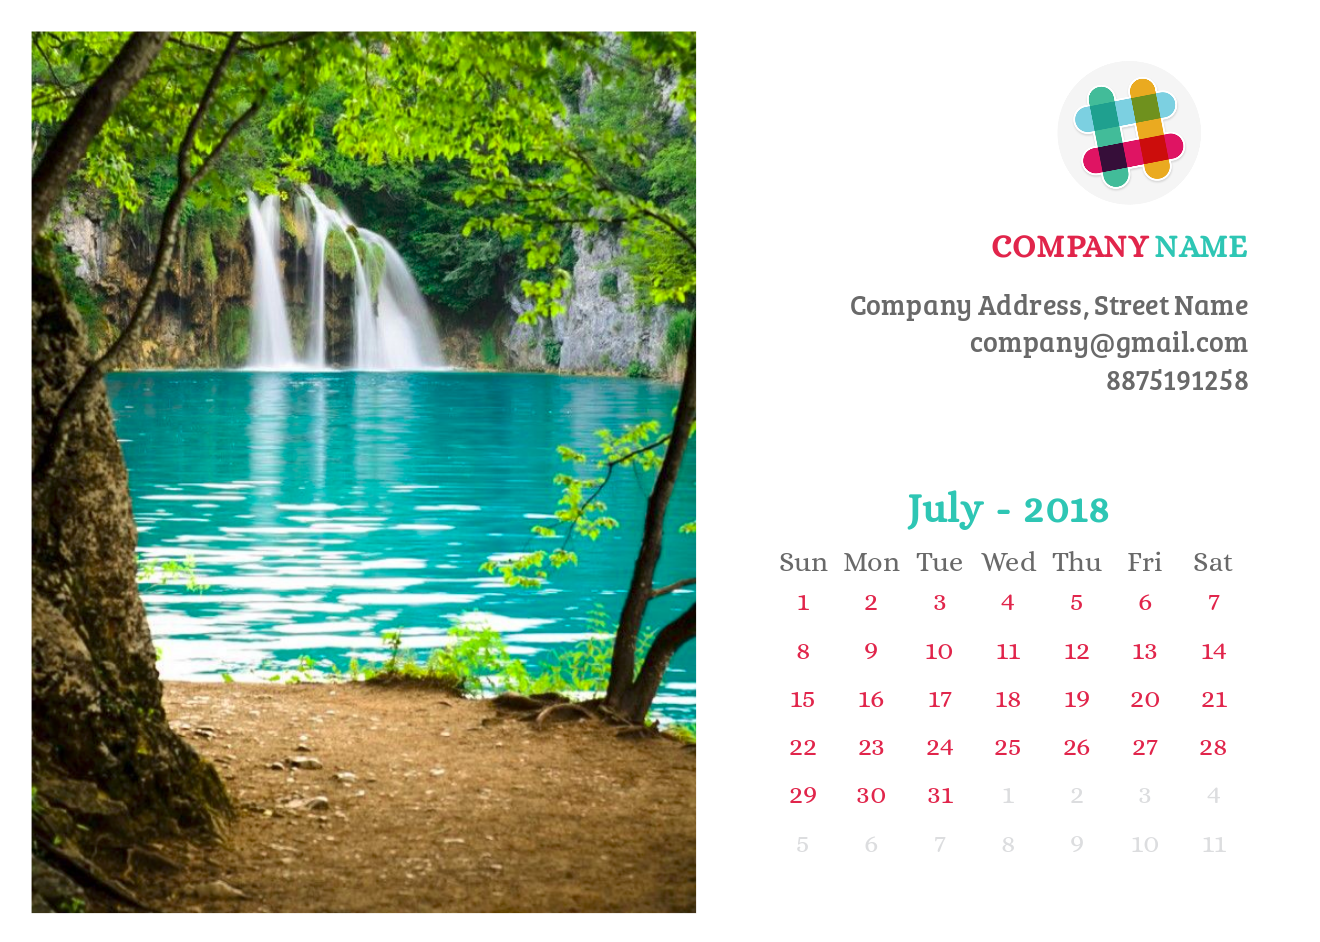 COMPANY NAME
Company Address, Street Name
company@gmail.com
8875191258
July - 2018
Sun Mon Tue Wed Thu Fri Sat
1 2 3 4 5 6 7
8 9 10 11 12 13 14
15 16 17 18 19 20 21
22 23 24 25 26 27 28
29 30 31 1 2 3 4
5 6 7 8 9 10 11